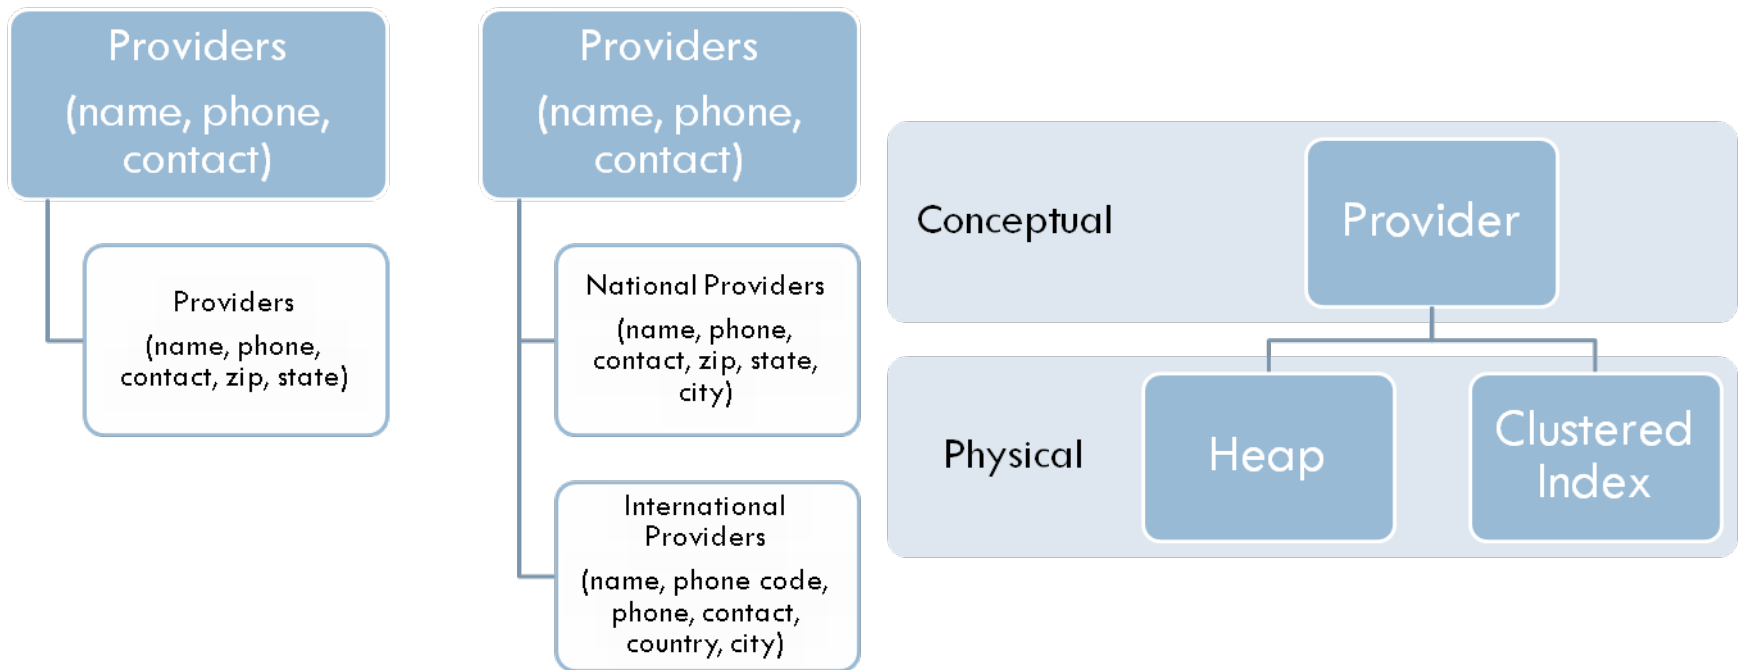 Providers
(name, phone,
contact)
Providers
(name, phone,
contact, zip, state)
Providers
(name, phone,
contact)
National Providers
(name, phone,
contact, zip, state,
city)
International
Providers
(name, phone code,
phone, contact,
country, city)
Conceptual
Provider
Physical
Heap
Clustered
Index